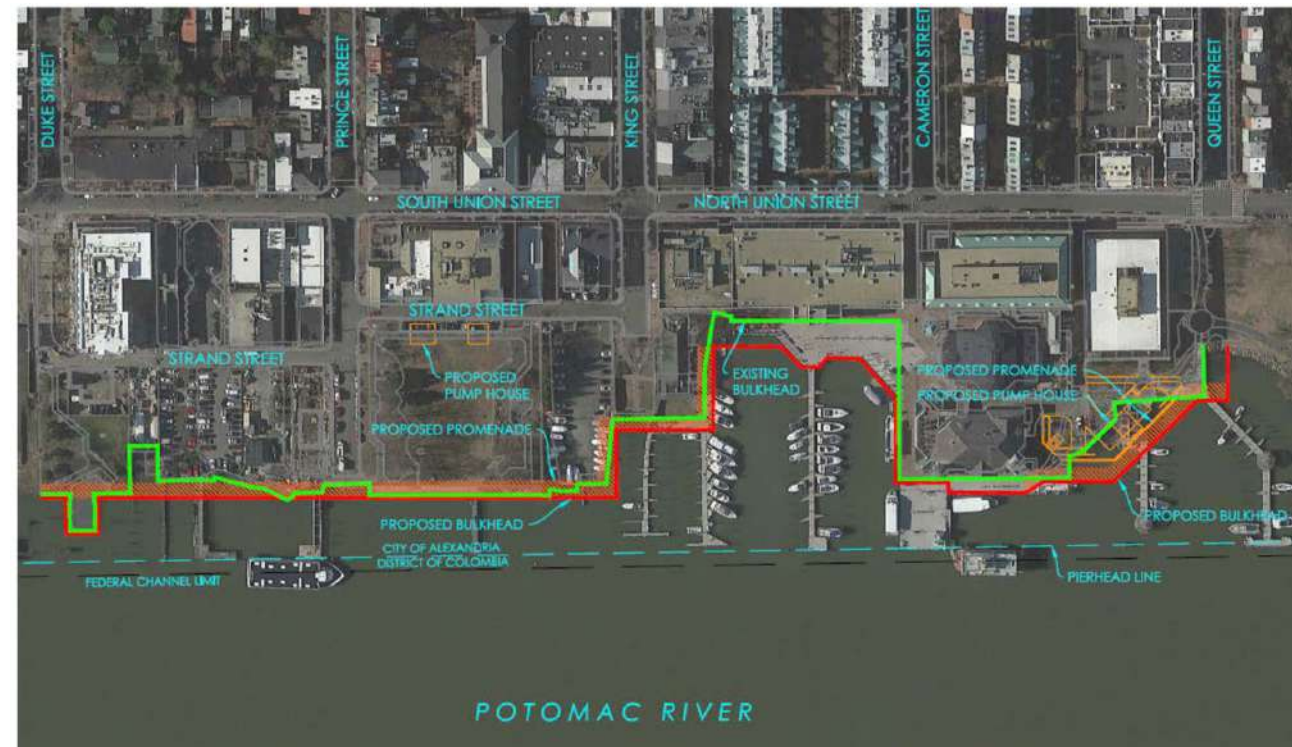 DUKE STREET
PRINCE STREET
KING STREET
CAMERON STREET
QUEEN STREET
SOUTH UNION STREET
NORTH UNION STREET
STRAND STREET
STRAND STREET
PROPOSED
PUMP HOUSE
EXISTING
BULKHEAD
PROPOSED PROMENADE
PROPOSED PUMP HOUSE
PROPOSED PROMENADE
PROPOSED BULKHEAD
PROPOSED BULKHEAD
CITY OF ALEXANDRIA
DISTRICT OF COLOMBIA
FEDERAL CHANNEL LIMIT
PIERHEAD LINE
POTOMAC RIVER